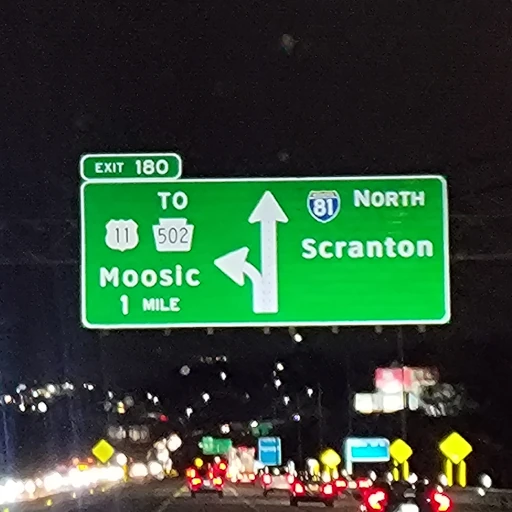 EXIT 180
TO
11 502
Moosic
1 MILE
81 NORTH
Scranton